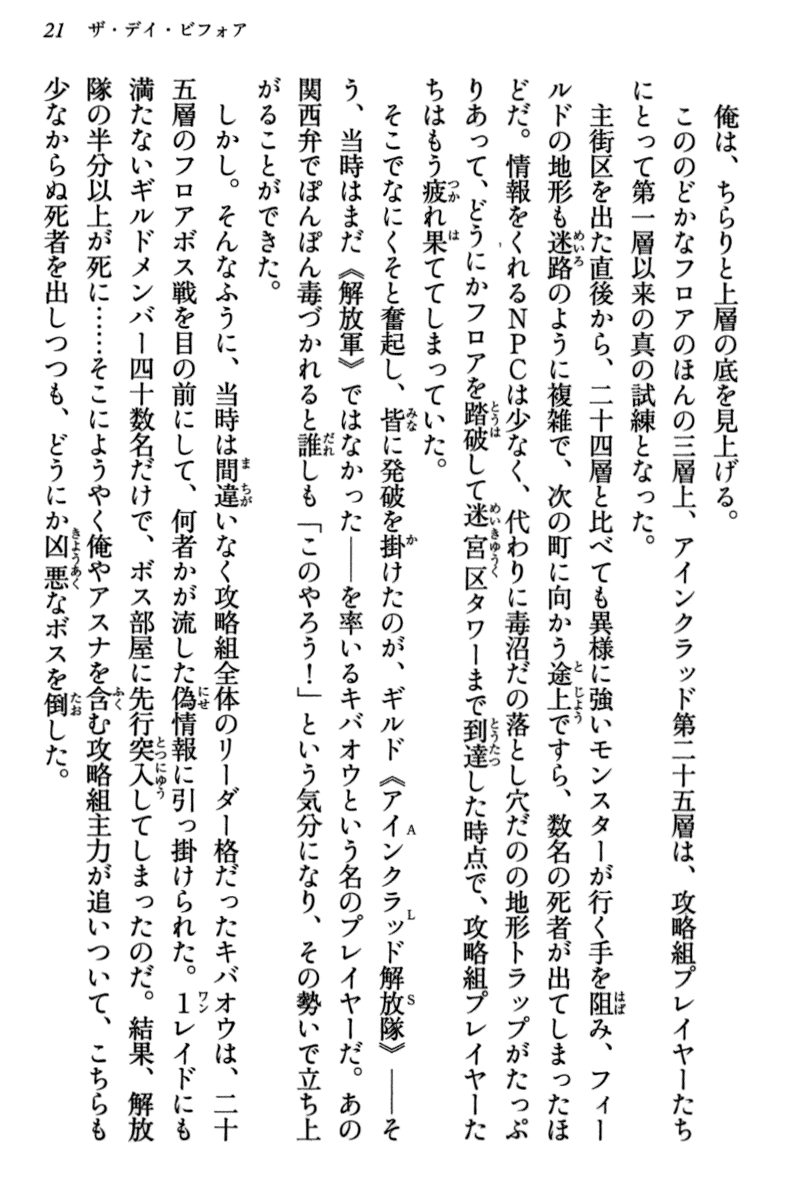 21 ザ・デイ・ビフォア
俺は、ちらりと上層の底を見上げる。
こののどかなフロアのほんの三層上、アインクラッド第二十五層は、攻略組プレイヤーたち
にとって第一層以来の真の試練となった。
主街区を出た直後から、二十四層と比べても異様に強いモンスターが行く手を阻み、フィー
ルドの地形も迷路のように複雑で、次の町に向かう途上ですら、数名の死者が出てしまったほ
どだ。情報をくれるNPCは少なく、代わりに毒沼だの落とし穴だのの地形トラップがたっぷ
りあって、どうにかフロアを踏破して迷宮区タワーまで到達した時点で、攻略組プレイヤーた
ちはもう疲れ果ててしまっていた。
そこでなにくそと奮起し、皆に発破を掛けたのが、ギルド《アインクラッド解放隊》――そ
う、当時はまだ《解放軍》ではなかった――を率いるキバオウという名のプレイヤーだ。あの
関西弁でぽんぽん毒づかれると誰しも「このやろう！」という気分になり、その勢いで立ち上
がることができた。
しかし。そんなふうに、当時は間違いなく攻略組全体のリーダー格だったキバオウは、二十
五層のフロアボス戦を目の前にして、何者かが流した偽情報に引っ掛けられた。1レイドにも
満たないギルドメンバー四十数名だけで、ボス部屋に先行突入してしまったのだ。結果、解放
隊の半分以上が死に……そこにようやく俺やアスナを含む攻略組主力が追いついて、こちらも
少なからぬ死者を出しつつも、どうにか凶悪なボスを倒した。